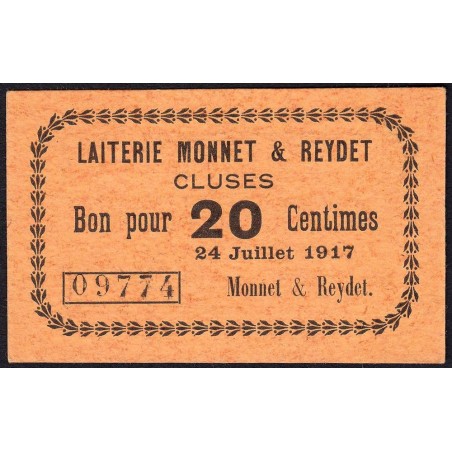 LAITERIE MONNET & REYDET
CLUSES
Bon pour 20 Centimes
24 Juillet 1917
09774 Monnet & Reydet.